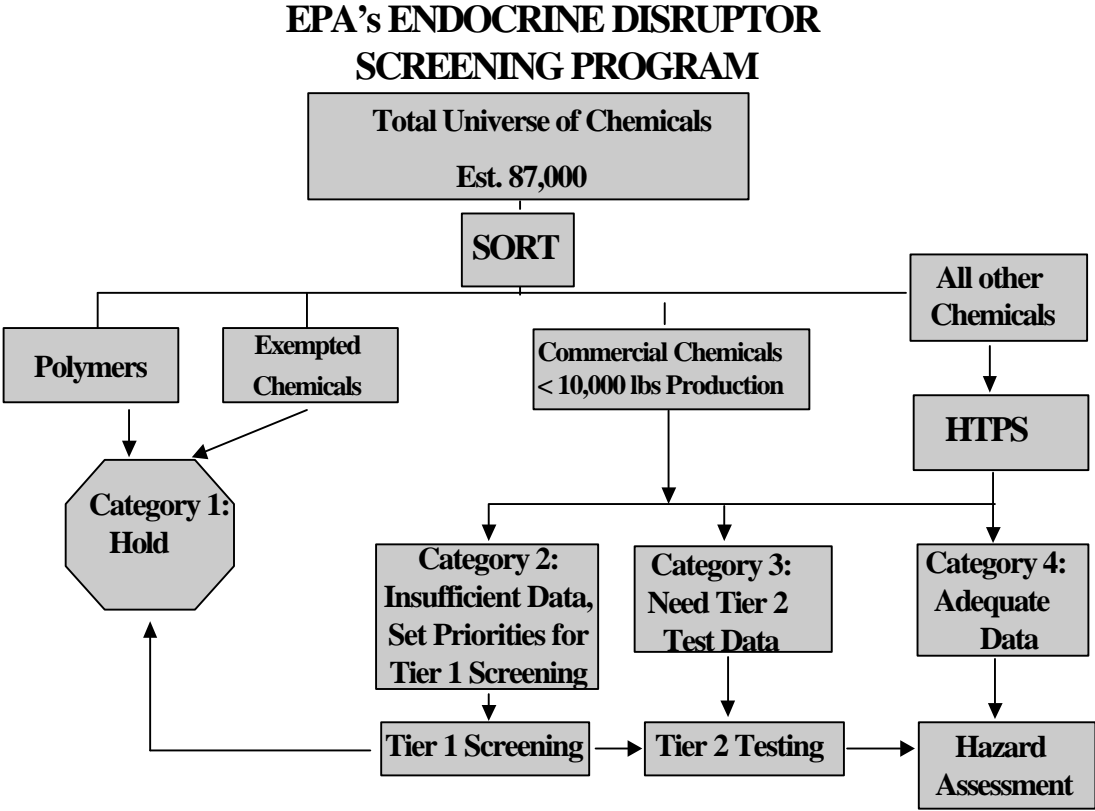 EPA's ENDOCRINE DISRUPTOR
SCREENING PROGRAM
Total Universe of Chemicals
Est. 87,000
SORT
All other
Chemicals
Polymers
Exempted
Chemicals
Commercial Chemicals
< 10,000 lbs Production
HTPS
Category 1:
Hold
Category 2:
Insufficient Data,
Set Priorities for
Tier 1 Screening
Category 3:
Need Tier 2
Test Data
Category 4:
Adequate
Data
Tier 1 Screening
Tier 2 Testing
Hazard
Assessment